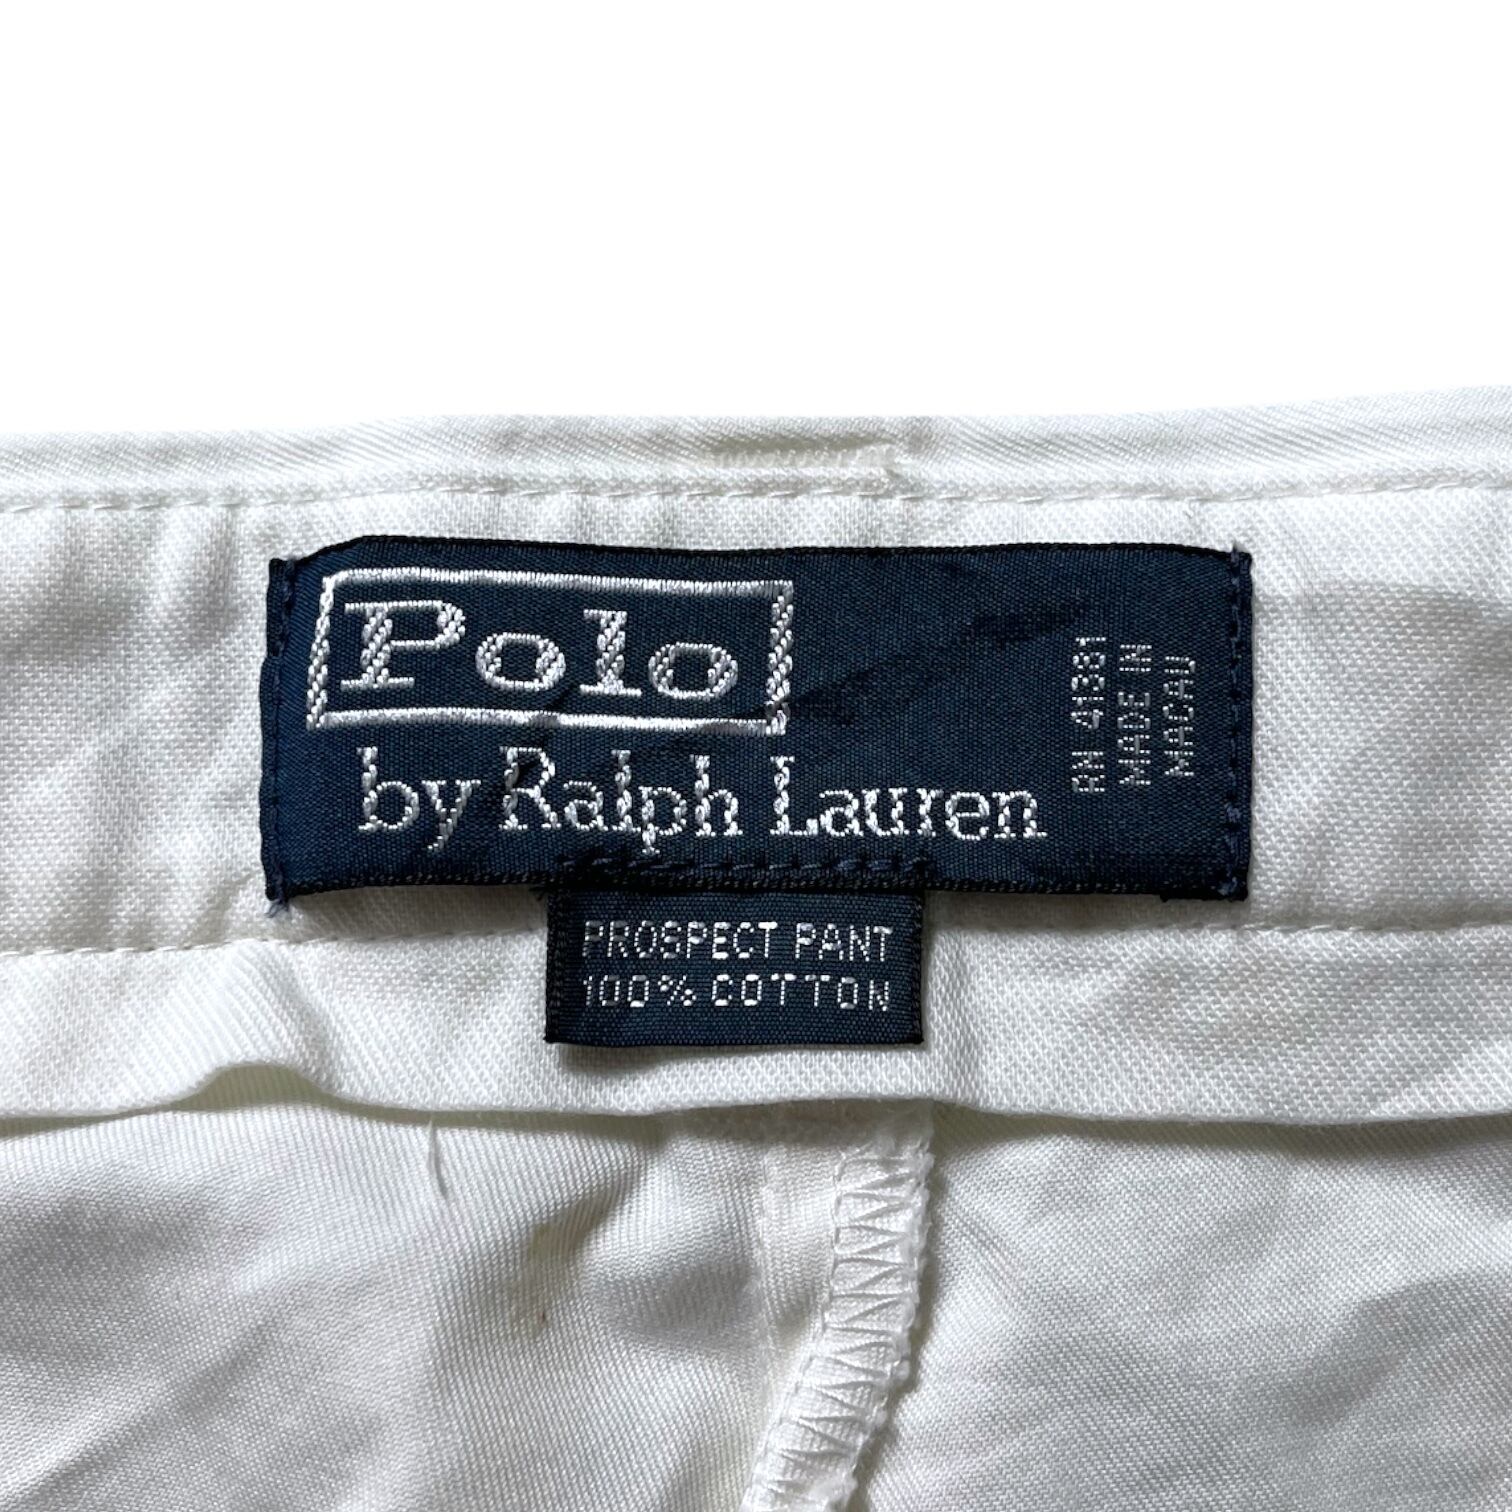 Polo
by Ralph Lauren
RN 41381
MADE IN
MACAU
PROSPECT PANT
100% COTTON